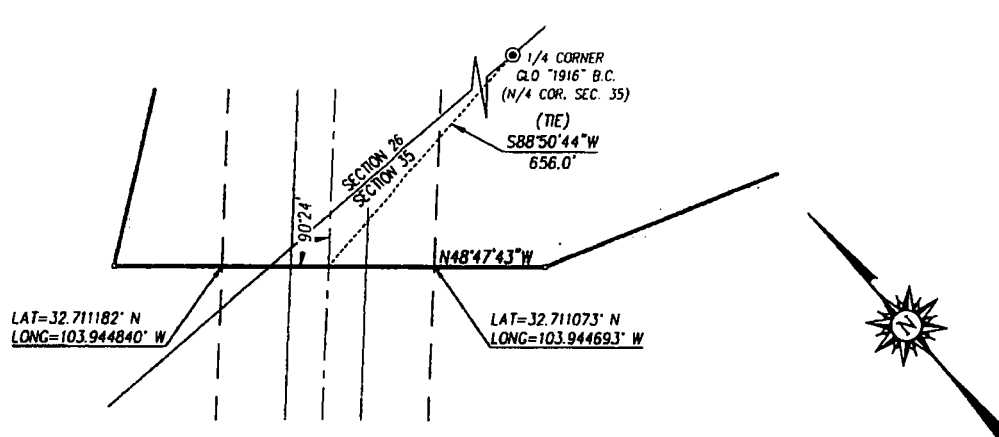 1/4 CORNER
GLO "1916" B.C.
(N/4 COR. SEC. 35)
(TIE)
S88°50'44"W
656.0'
SECTION 26
SECTION 35
90°24'
N48°47'43"W
LAT=32.711182° N
LONG=103.944840° W
LAT=32.711073° N
LONG=103.944693° W
N